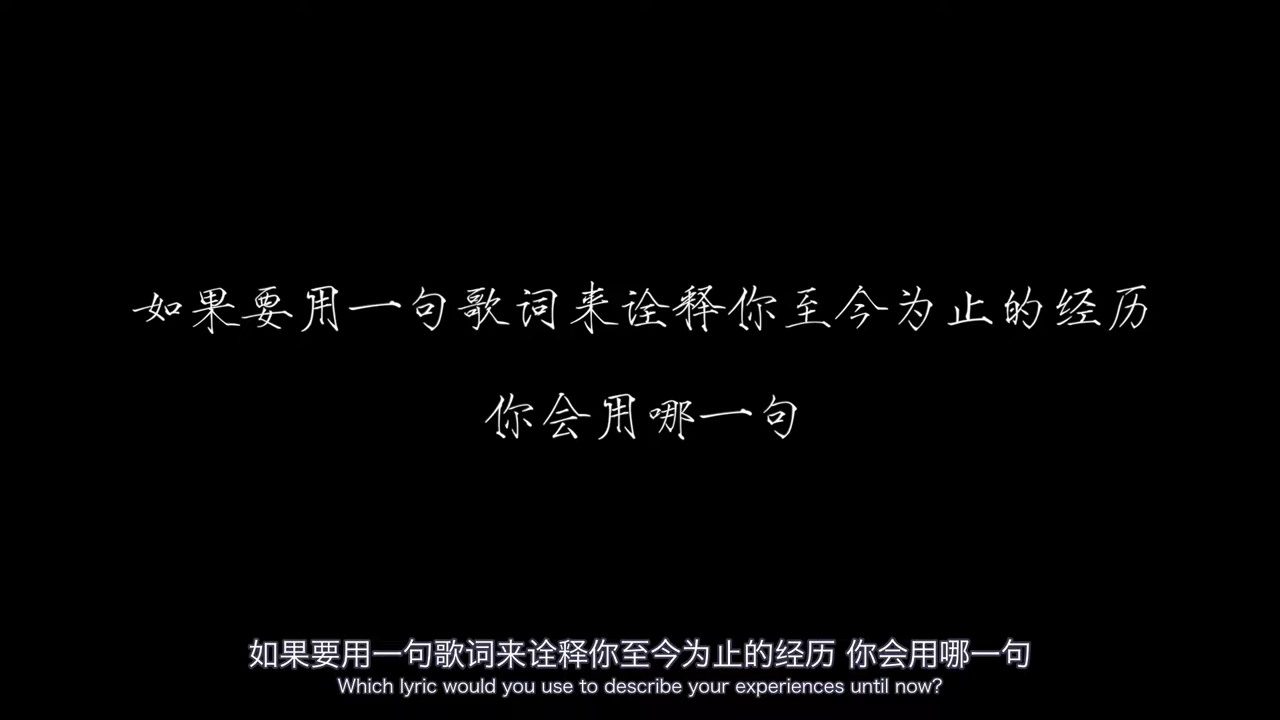 如果要用一句歌词来诠释你至今为止的经历
你会用哪一句
如果要用一句歌词来诠释你至今为止的经历 你会用哪一句
Which lyric would you use to describe your experiences until now?